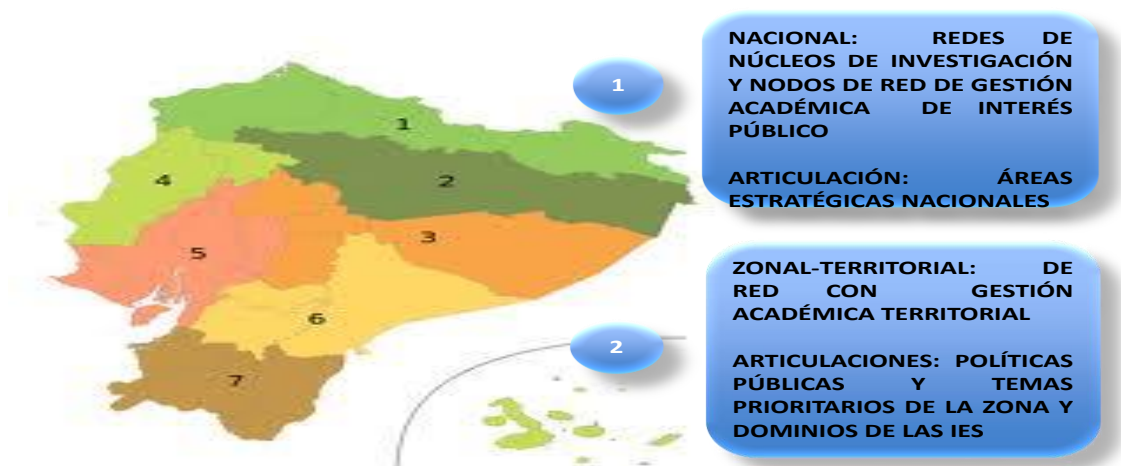 1
2
3
4
5
6
7
1
NACIONAL: REDES DE
NÚCLEOS DE INVESTIGACIÓN
Y NODOS DE RED DE GESTIÓN
ACADÉMICA DE INTERÉS
PÚBLICO
ARTICULACIÓN: ÁREAS
ESTRATÉGICAS NACIONALES
2
ZONAL-TERRITORIAL: DE
RED CON GESTIÓN
ACADÉMICA TERRITORIAL
ARTICULACIONES: POLÍTICAS
PÚBLICAS Y TEMAS
PRIORITARIOS DE LA ZONA Y
DOMINIOS DE LAS IES